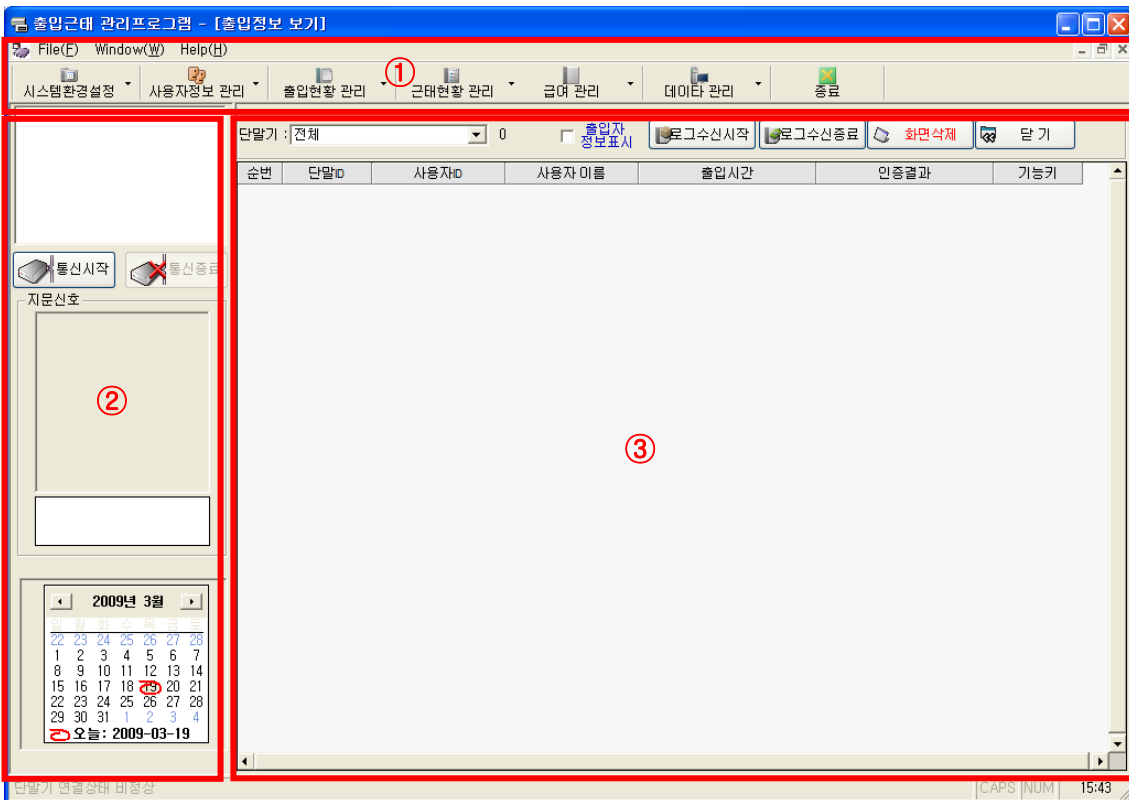 출입근태 관리프로그램 - [출입정보 보기]
File(F) Window(W) Help(H)
①
시스템환경설정 사용자정보 관리 출입현황 관리 근태현황 관리 급여 관리 데이타 관리 종료
단말기 : 전체 0 출입자 정보표시 로그수신시작 로그수신종료 화면삭제 닫 기
순번 단말ID 사용자ID 사용자 이름 출입시간 인증결과 기능키
통신시작 통신종료
지문신호
②
③
2009년 3월
일 월 화 수 목 금 토
22 23 24 25 26 27 28
1 2 3 4 5 6 7
8 9 10 11 12 13 14
15 16 17 18 19 20 21
22 23 24 25 26 27 28
29 30 31 1 2 3 4
오늘: 2009-03-19
단말기 연결상태 비정상 CAPS NUM 15:43